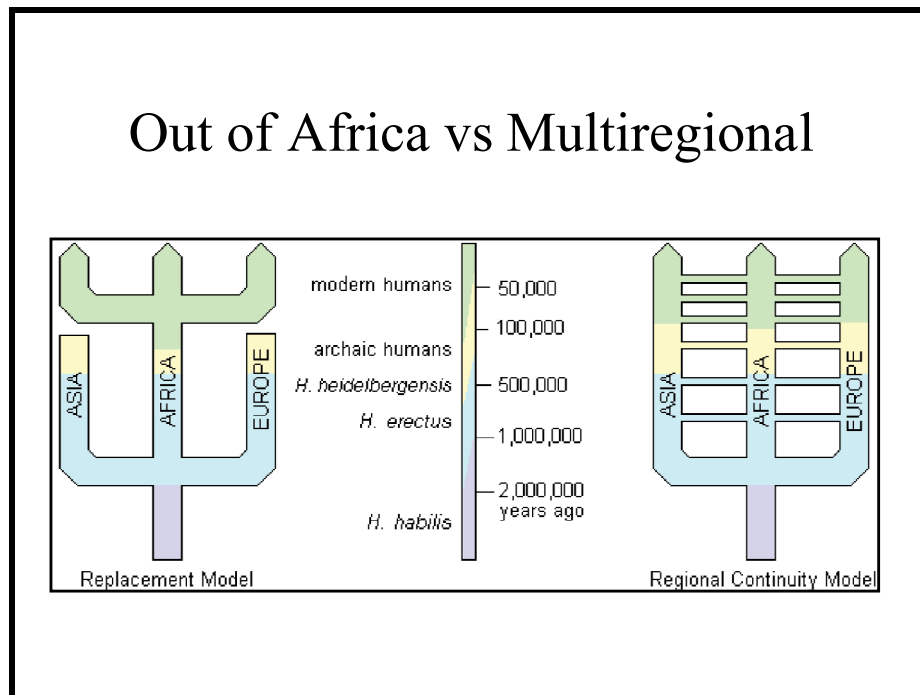 Out of Africa vs Multiregional
ASIA
AFRICA
EUROPE
Replacement Model
modern humans
archaic humans
H. heidelbergensis
H. erectus
H. habilis
50,000
100,000
500,000
1,000,000
2,000,000
years ago
ASIA
AFRICA
EUROPE
Regional Continuity Model